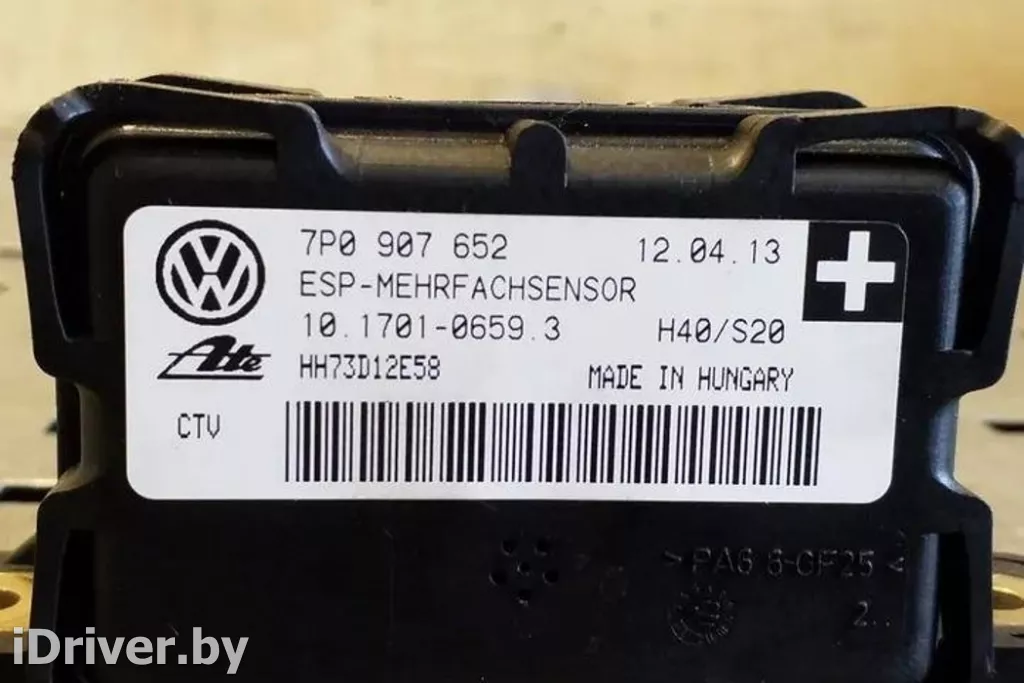 7P0 907 652 12.04.13
ESP-MEHRFACHSENSOR
10.1701-0659.3 H40/S20
Ate HH73D12E58 MADE IN HUNGARY
CTV
>PA6 6-GF25<
2..
iDriver.by